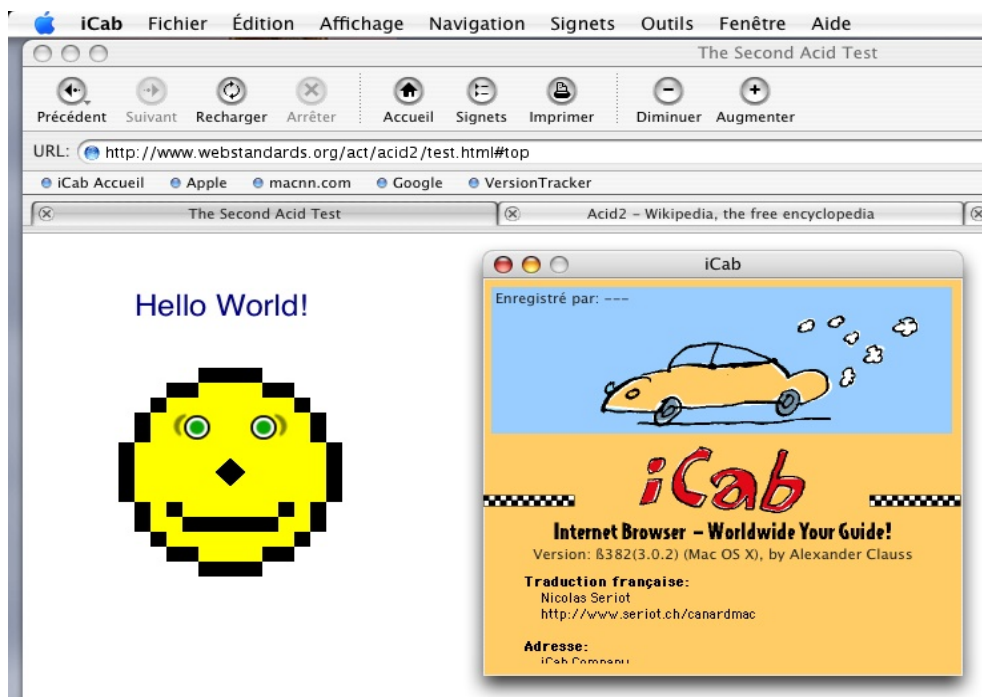 iCab Fichier Édition Affichage Navigation Signets Outils Fenêtre Aide
The Second Acid Test
Précédent Suivant Recharger Arrêter Accueil Signets Imprimer Diminuer Augmenter
URL: http://www.webstandards.org/act/acid2/test.html#top
iCab Accueil Apple macnn.com Google VersionTracker
The Second Acid Test Acid2 – Wikipedia, the free encyclopedia
Hello World!
iCab
Enregistré par: ---
iCab
Internet Browser – Worldwide Your Guide!
Version: ß382(3.0.2) (Mac OS X), by Alexander Clauss
Traduction française:
Nicolas Seriot
http://www.seriot.ch/canardmac
Adresse:
iCab Company